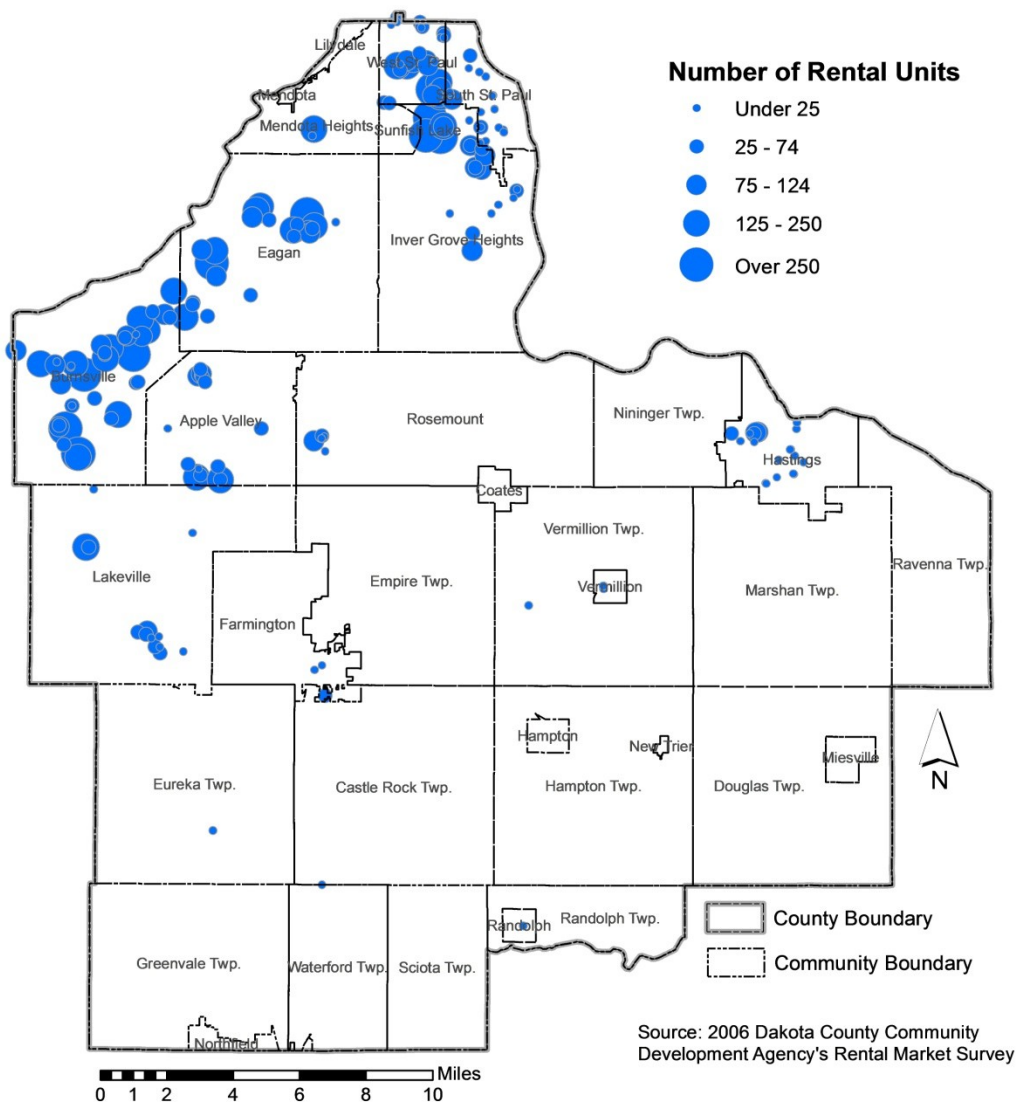 Lilydale
West St. Paul
Mendota
South St. Paul
Mendota Heights
Sunfish Lake
Eagan
Inver Grove Heights
Number of Rental Units
Under 25
25 - 74
75 - 124
125 - 250
Over 250
Burnsville
Apple Valley
Rosemount
Nininger Twp.
Hastings
Coates
Vermillion Twp.
Ravenna Twp.
Lakeville
Empire Twp.
Vermillion
Marshan Twp.
Farmington
Hampton
New Trier
Miesville
Eureka Twp.
Castle Rock Twp.
Hampton Twp.
Douglas Twp.
N
Randolph
Randolph Twp.
County Boundary
Greenvale Twp.
Waterford Twp.
Sciota Twp.
Community Boundary
Northfield
Source: 2006 Dakota County Community
Development Agency's Rental Market Survey
Miles
0 1 2 4 6 8 10